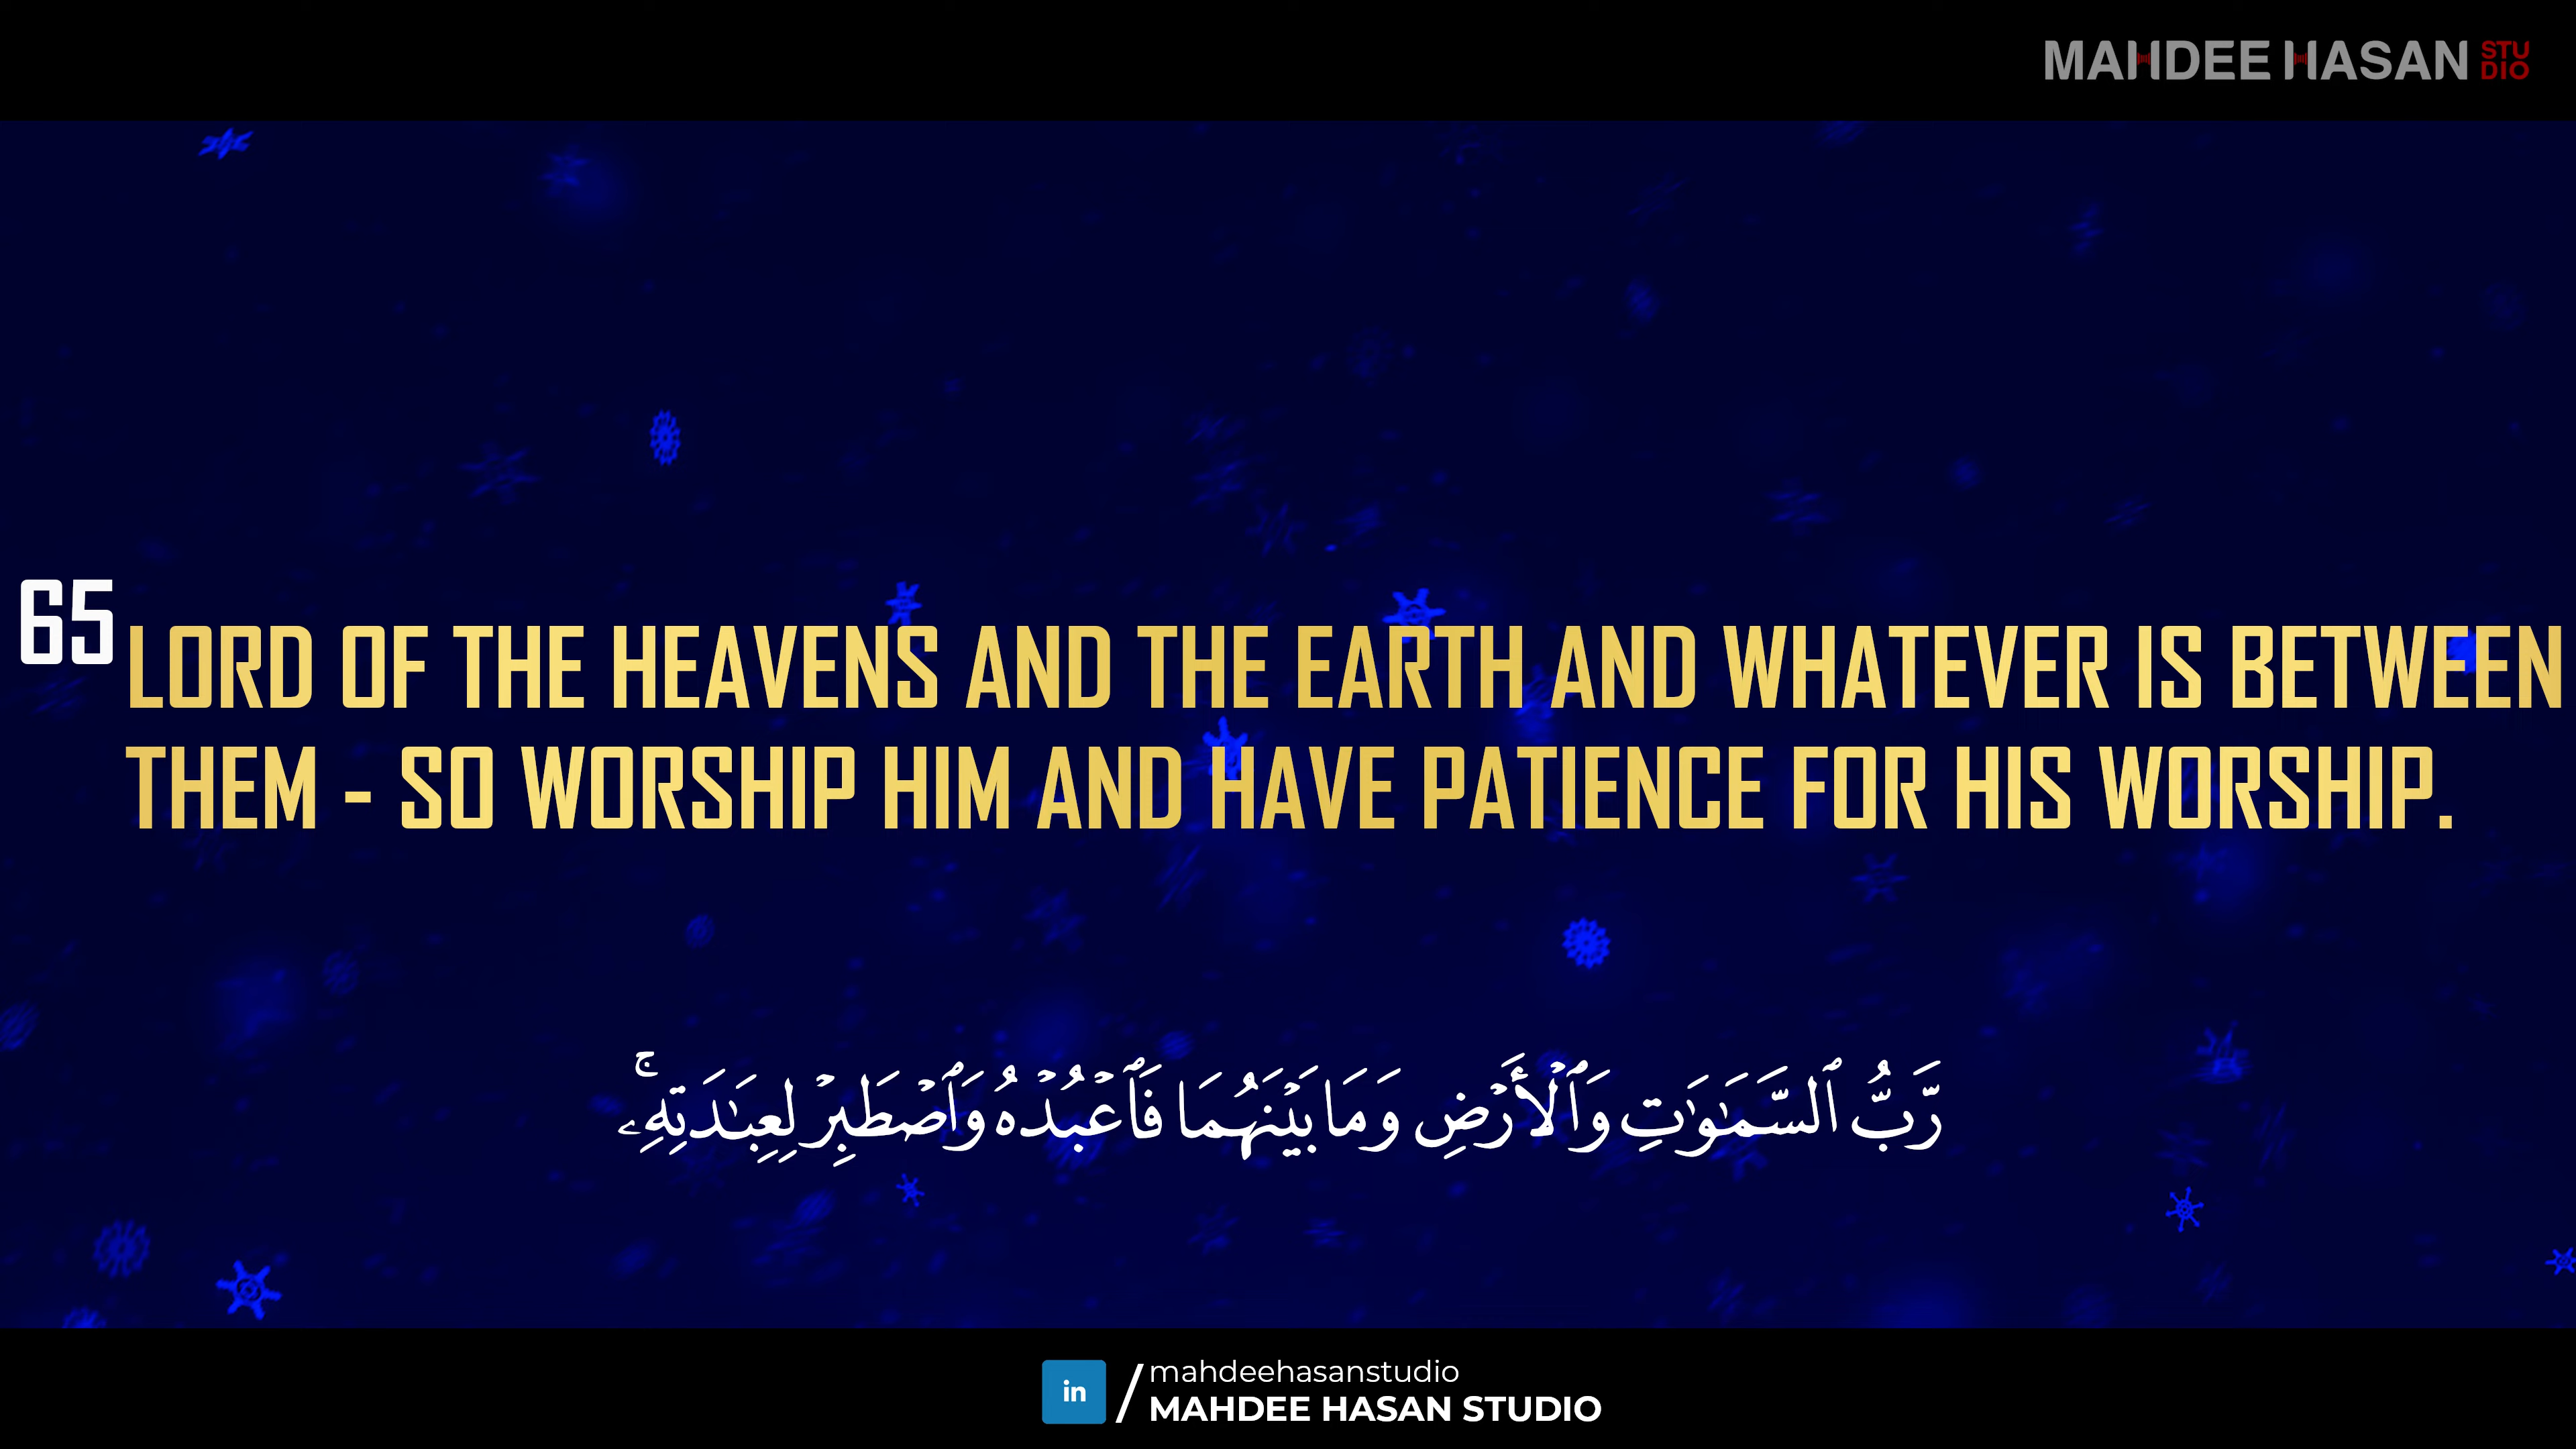 MAHDEE HASAN STUDIO
65
LORD OF THE HEAVENS AND THE EARTH AND WHATEVER IS BETWEEN
THEM - SO WORSHIP HIM AND HAVE PATIENCE FOR HIS WORSHIP.
رَّبُّ ٱلسَّمَـٰوَٰتِ وَٱلْأَرْضِ وَمَا بَيْنَهُمَا فَٱعْبُدْهُ وَٱصْطَبِرْ لِعِبَـٰدَتِهِۦ ۚ
in / mahdeehasanstudio
MAHDEE HASAN STUDIO